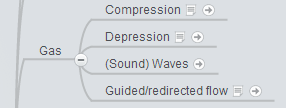 Compression
Depression
Gas
(Sound) Waves
Guided/redirected flow